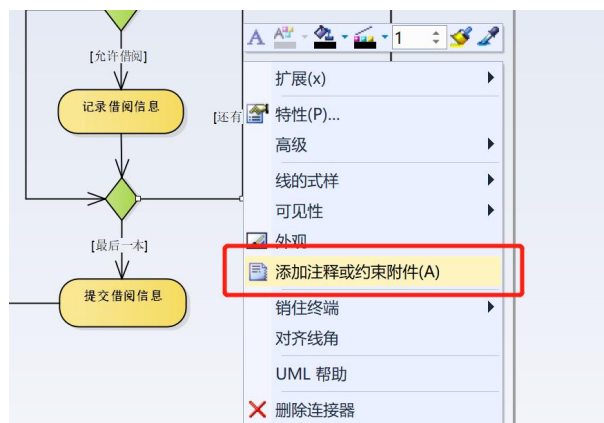 A
1
[允许借阅]
扩展(x)
记录借阅信息
[还有
特性(P)...
高级
线的式样
可见性
外观
[最后一本]
添加注释或约束附件(A)
提交借阅信息
销住终端
对齐线角
UML 帮助
删除连接器